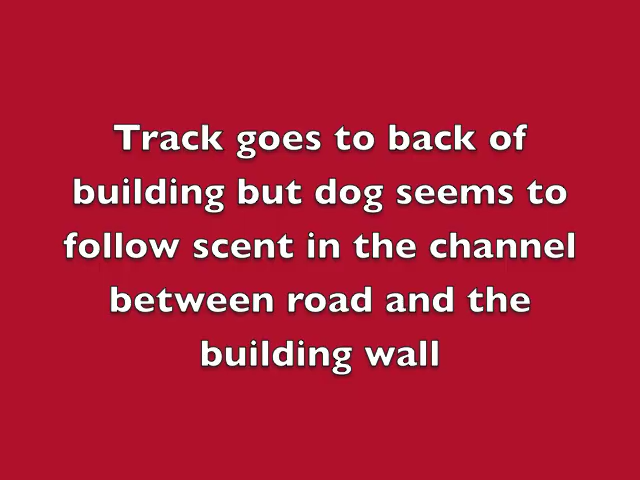 Track goes to back of
building but dog seems to
follow scent in the channel
between road and the
building wall